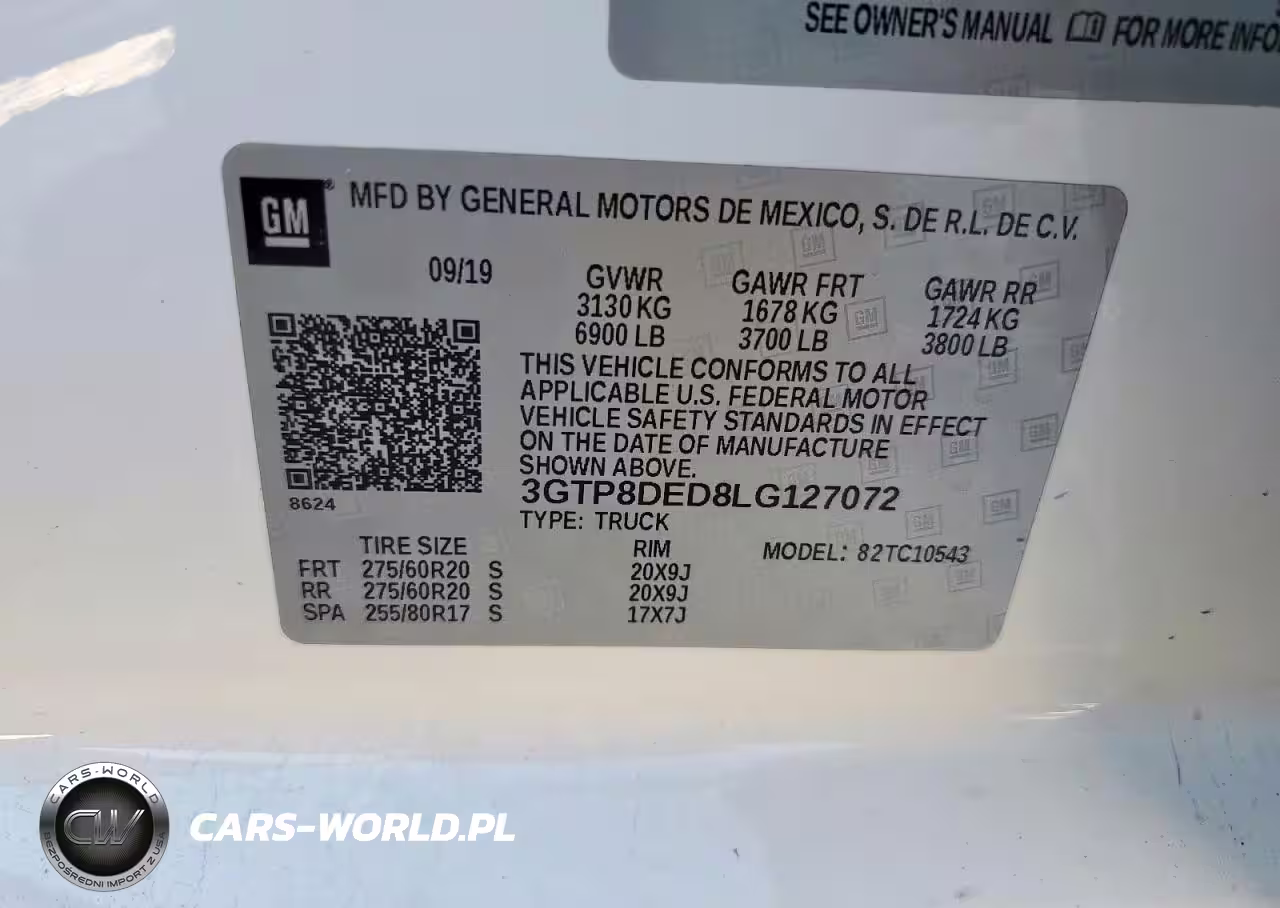 SEE OWNER'S MANUAL FOR MORE INFO
GM
MFD BY GENERAL MOTORS DE MEXICO, S. DE R.L. DE C.V.
09/19
GVWR GAWR FRT GAWR RR
3130 KG 1678 KG 1724 KG
6900 LB 3700 LB 3800 LB
THIS VEHICLE CONFORMS TO ALL
APPLICABLE U.S. FEDERAL MOTOR
VEHICLE SAFETY STANDARDS IN EFFECT
ON THE DATE OF MANUFACTURE
SHOWN ABOVE.
3GTP8DED8LG127072
8624
TYPE: TRUCK
TIRE SIZE RIM MODEL: 82TC10543
FRT 275/60R20 S 20X9J
RR 275/60R20 S 20X9J
SPA 255/80R17 S 17X7J
CARS-WORLD
CW
BEZPOŚREDNI IMPORT Z USA
CARS-WORLD.PL